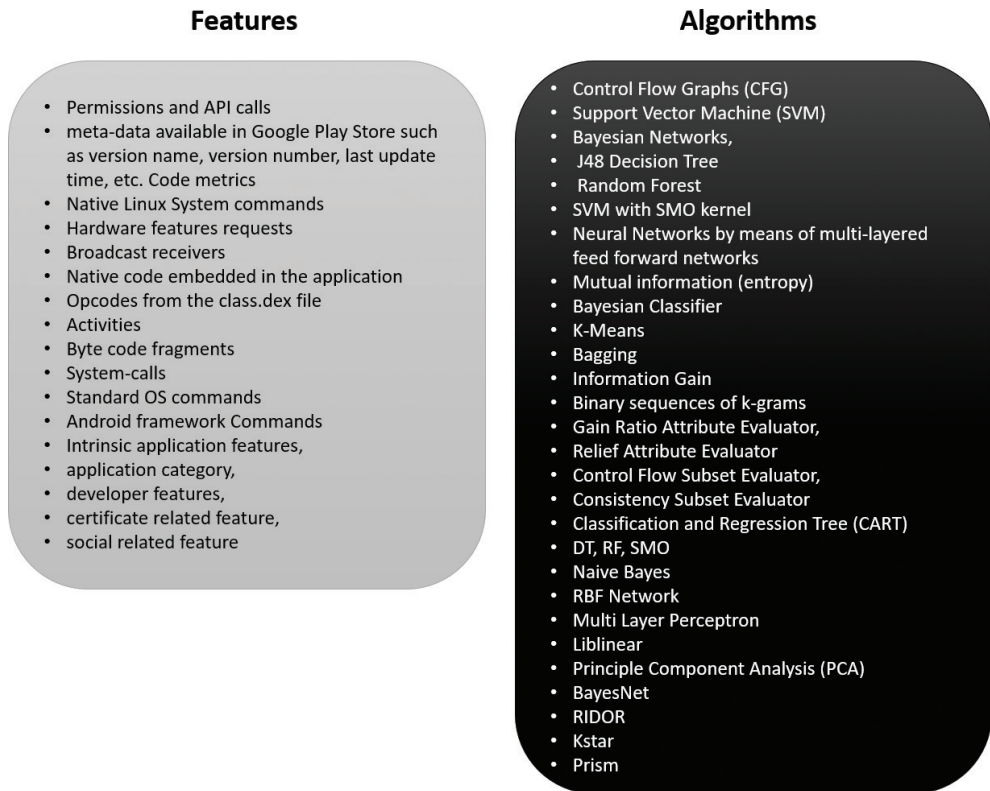 Features
• Permissions and API calls
• meta-data available in Google Play Store such
as version name, version number, last update
time, etc. Code metrics
• Native Linux System commands
• Hardware features requests
• Broadcast receivers
• Native code embedded in the application
• Opcodes from the class.dex file
• Activities
• Byte code fragments
• System-calls
• Standard OS commands
• Android framework Commands
• Intrinsic application features,
• application category,
• developer features,
• certificate related feature,
• social related feature
Algorithms
• Control Flow Graphs (CFG)
• Support Vector Machine (SVM)
• Bayesian Networks,
• J48 Decision Tree
• Random Forest
• SVM with SMO kernel
• Neural Networks by means of multi-layered
feed forward networks
• Mutual information (entropy)
• Bayesian Classifier
• K-Means
• Bagging
• Information Gain
• Binary sequences of k-grams
• Gain Ratio Attribute Evaluator,
• Relief Attribute Evaluator
• Control Flow Subset Evaluator,
• Consistency Subset Evaluator
• Classification and Regression Tree (CART)
• DT, RF, SMO
• Naive Bayes
• RBF Network
• Multi Layer Perceptron
• Liblinear
• Principle Component Analysis (PCA)
• BayesNet
• RIDOR
• Kstar
• Prism